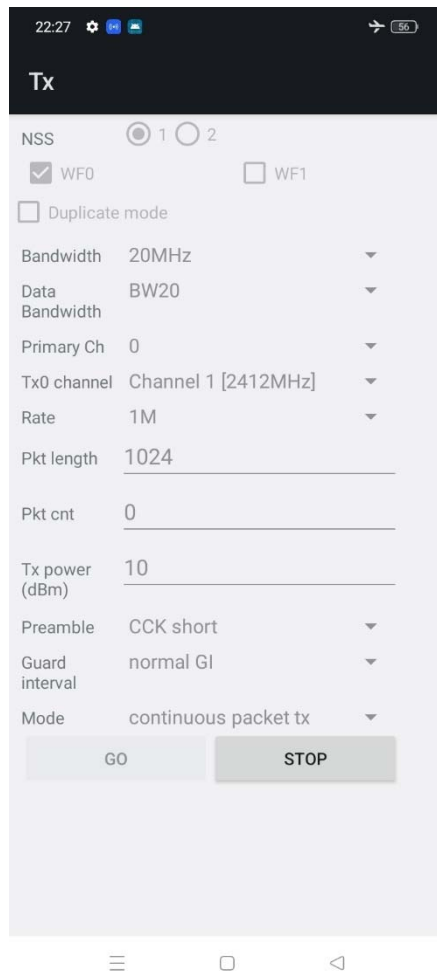 22:27 56
Tx
NSS 1 2
WF0 WF1
Duplicate mode
Bandwidth 20MHz
Data BW20
Bandwidth
Primary Ch 0
Tx0 channel Channel 1 [2412MHz]
Rate 1M
Pkt length 1024
Pkt cnt 0
Tx power 10
(dBm)
Preamble CCK short
Guard normal GI
interval
Mode continuous packet tx
GO STOP